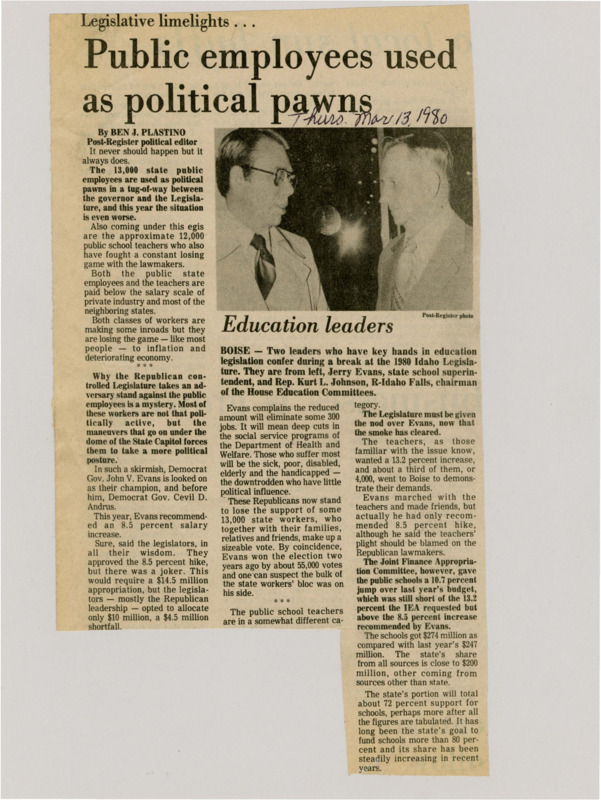 Legislative limelights . . .
Public employees used
as political pawns
Thurs. Mar 13, 1980
By BEN J. PLASTINO
Post-Register political editor
It never should happen but it
always does.
The 13,000 state public
employees are used as political
pawns in a tug-of-way between
the governor and the Legisla-
ture, and this year the situation
is even worse.
Also coming under this egis
are the approximate 12,000
public school teachers who also
have fought a constant losing
game with the lawmakers.
Both the public state
employees and the teachers are
paid below the salary scale of
private industry and most of the
neighboring states.
Both classes of workers are
making some inroads but they
are losing the game — like most
people — to inflation and
deteriorating economy.
* * *
Why the Republican con-
trolled Legislature takes an ad-
versary stand against the public
employees is a mystery. Most of
these workers are not that poli-
tically active, but the
maneuvers that go on under the
dome of the State Capitol forces
them to take a more political
posture.
In such a skirmish, Democrat
Gov. John V. Evans is looked on
as their champion, and before
him, Democrat Gov. Cevil D.
Andrus.
This year, Evans recommend-
ed an 8.5 percent salary
increase.
Sure, said the legislators, in
all their wisdom. They
approved the 8.5 percent hike,
but there was a joker. This
would require a $14.5 million
appropriation, but the legisla-
tors — mostly the Republican
leadership — opted to allocate
only $10 million, a $4.5 million
shortfall.
Post-Register photo
Education leaders
BOISE — Two leaders who have key hands in education
legislation confer during a break at the 1980 Idaho Legisla-
ture. They are from left, Jerry Evans, state school superin-
tendent, and Rep. Kurt L. Johnson, R-Idaho Falls, chairman
of the House Education Committees.
Evans complains the reduced
amount will eliminate some 300
jobs. It will mean deep cuts in
the social service programs of
the Department of Health and
Welfare. Those who suffer most
will be the sick, poor, disabled,
elderly and the handicapped —
the downtrodden who have little
political influence.
These Republicans now stand
to lose the support of some
13,000 state workers, who
together with their families,
relatives and friends, make up a
sizeable vote. By coincidence,
Evans won the election two
years ago by about 55,000 votes
and one can suspect the bulk of
the state workers' bloc was on
his side.
* * *
The public school teachers
are in a somewhat different ca-
tegory.
The Legislature must be given
the nod over Evans, now that
the smoke has cleared.
The teachers, as those
familiar with the issue know,
wanted a 13.2 percent increase,
and about a third of them, or
4,000, went to Boise to demons-
trate their demands.
Evans marched with the
teachers and made friends, but
actually he had only recom-
mended 8.5 percent hike,
although he said the teachers'
plight should be blamed on the
Republican lawmakers.
The Joint Finance Appropria-
tion Committee, however, gave
the public schools a 10.7 percent
jump over last year's budget,
which was still short of the 13.2
percent the IEA requested but
above the 8.5 percent increase
recommended by Evans.
The schools got $274 million as
compared with last year's $247
million. The state's share
from all sources is close to $200
million, other coming from
sources other than state.
The state's portion will total
about 72 percent support for
schools, perhaps more after all
the figures are tabulated. It has
long been the state's goal to
fund schools more than 80 per-
cent and its share has been
steadily increasing in recent
years.